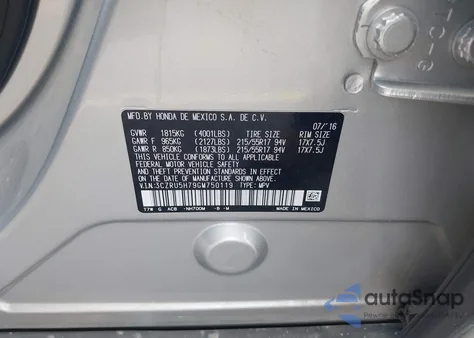 MFD.BY HONDA DE MEXICO S.A. DE C.V.
07/'16
GVWR 1815KG (4001LBS) TIRE SIZE RIM SIZE
GAWR F 965KG (2127LBS) 215/55R17 94V 17X7.5J
GAWR R 850KG (1873LBS) 215/55R17 94V 17X7.5J
THIS VEHICLE CONFORMS TO ALL APPLICABLE FEDERAL MOTOR VEHICLE SAFETY AND THEFT PREVENTION STANDARDS IN EFFECT ON THE DATE OF MANUFACTURE SHOWN ABOVE.
V.I.N:3CZRU5H79GM750119 TYPE: MPV
T7W G AC8 -NH700M -B -M
MADE IN MEXICO
autoSnap